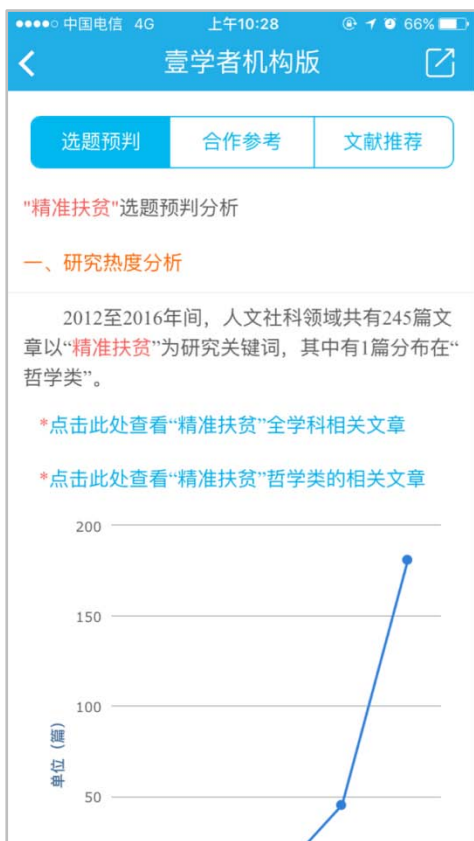 中国电信 4G 上午10:28 66%
壹学者机构版
选题预判 合作参考 文献推荐
"精准扶贫"选题预判分析
一、研究热度分析
2012至2016年间，人文社科领域共有245篇文
章以“精准扶贫”为研究关键词，其中有1篇分布在“
哲学类”。
*点击此处查看“精准扶贫”全学科相关文章
*点击此处查看“精准扶贫”哲学类的相关文章
200
150
100
50
单位（篇）